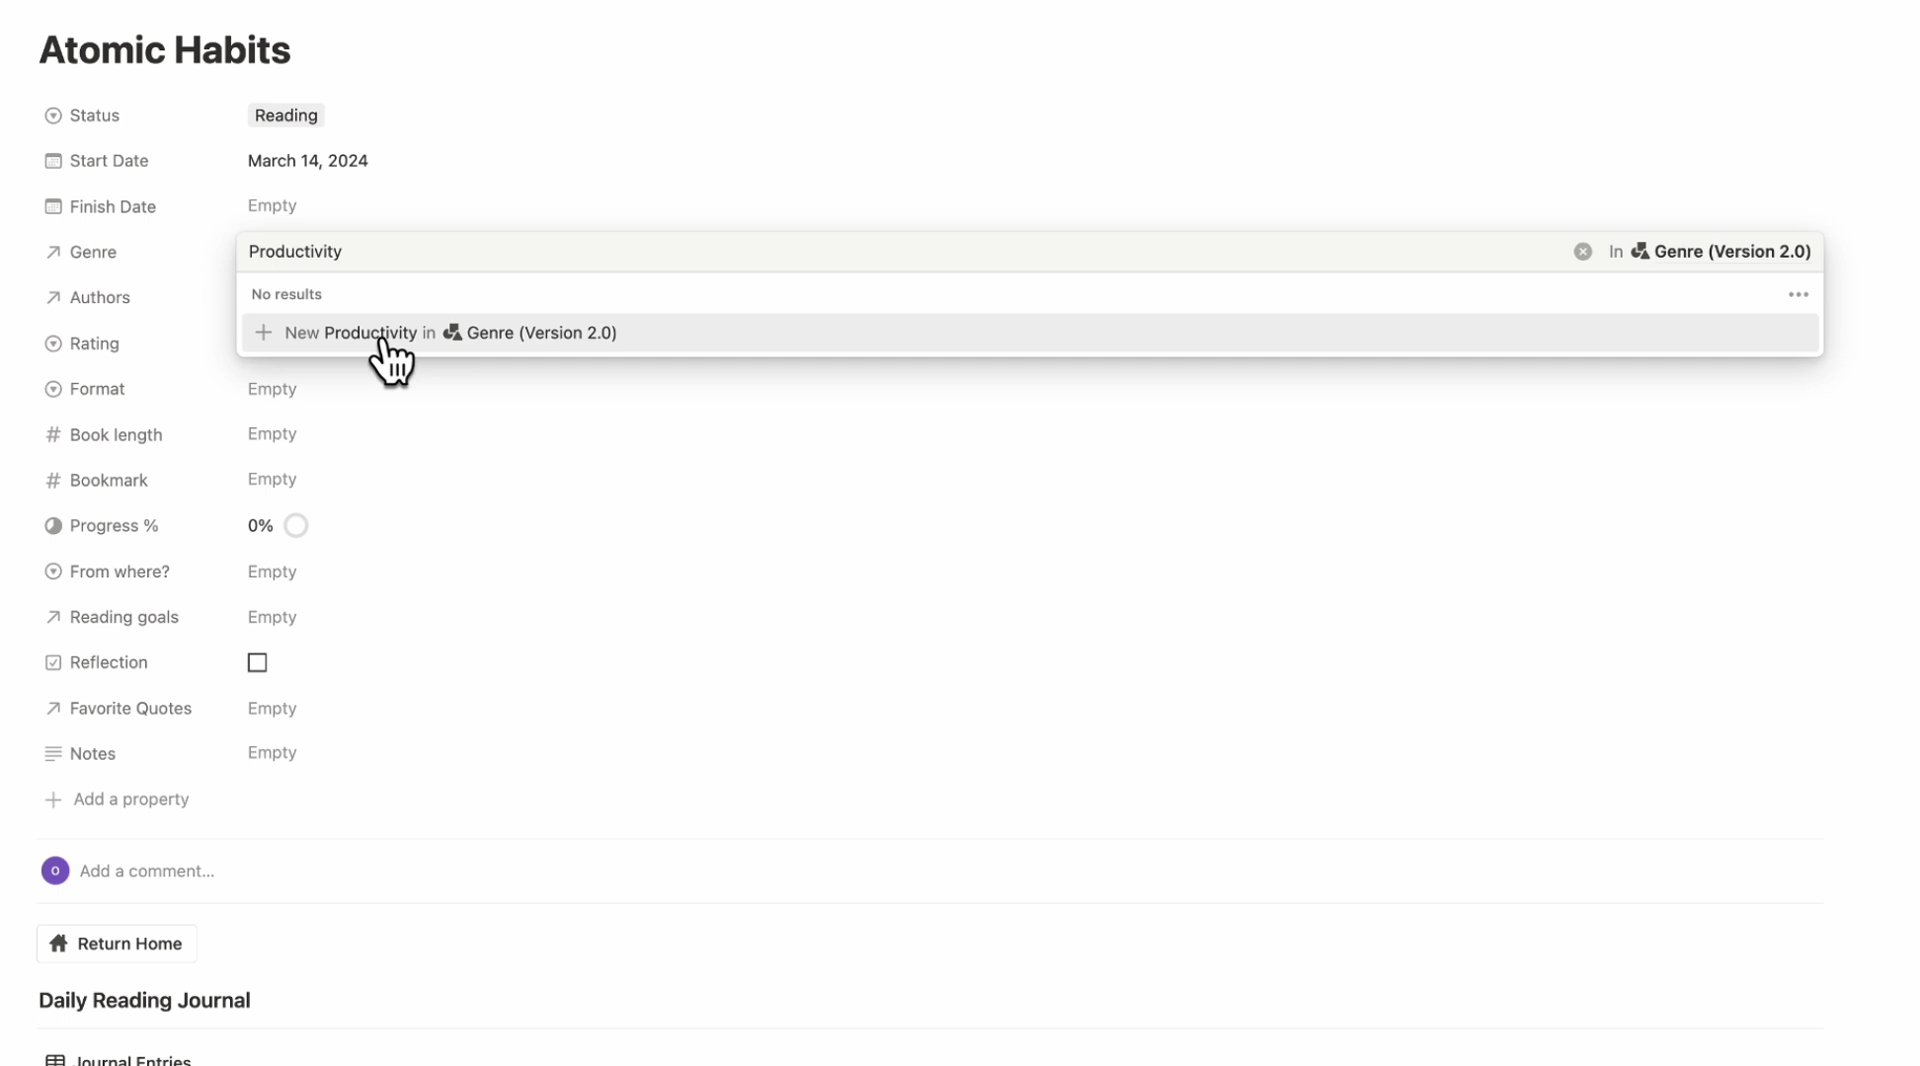 Atomic Habits
Status Reading
Start Date March 14, 2024
Finish Date Empty
Genre Productivity In Genre (Version 2.0)
Authors No results
New Productivity in Genre (Version 2.0)
Rating
Format Empty
Book length Empty
Bookmark Empty
Progress % 0%
From where? Empty
Reading goals Empty
Reflection
Favorite Quotes Empty
Notes Empty
Add a property
O Add a comment...
Return Home
Daily Reading Journal
Journal Entries